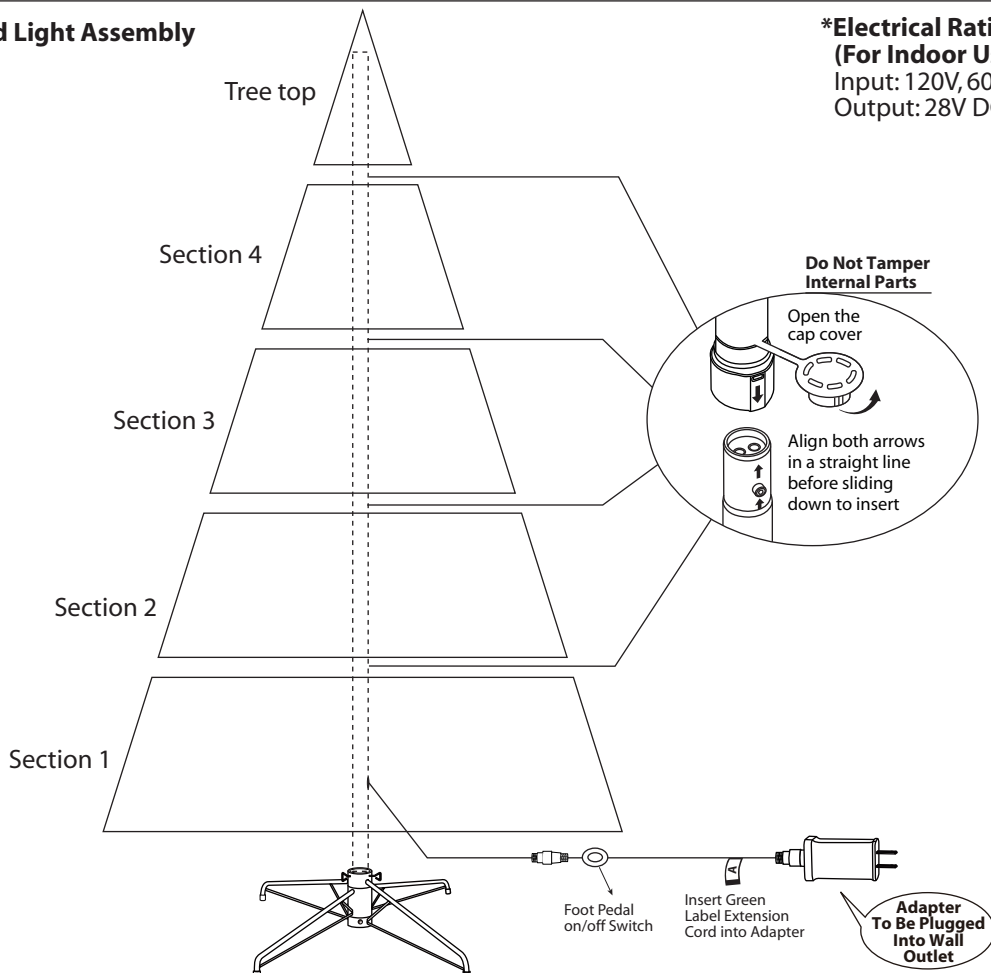 Light Assembly
*Electrical
(For Indoor
Input: 120V, 60
Output: 28V
Tree top
Section 4
Section 3
Section 2
Section 1
Do Not Tamper
Internal Parts
Open the
cap cover
Align both arrows
in a straight line
before sliding
down to insert
Foot Pedal
on/off Switch
A
Insert Green
Label Extension
Cord into Adapter
Adapter
To Be Plugged
Into Wall
Outlet